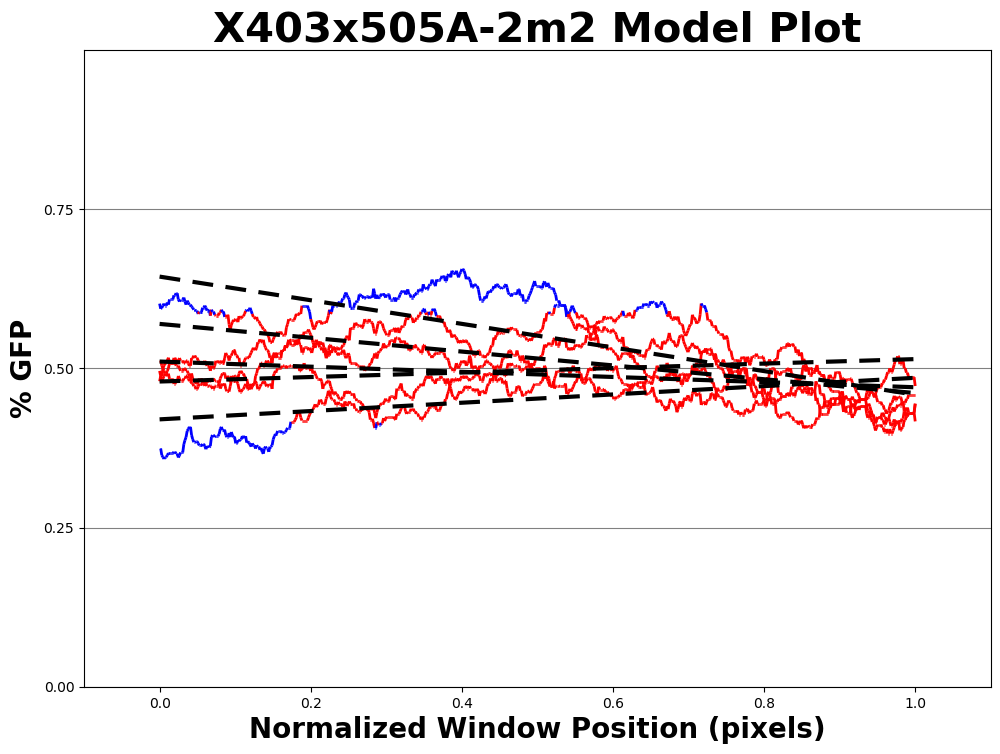 X403x505A-2m2 Model Plot
% GFP
0.75
0.50
0.25
0.00
0.0 0.2 0.4 0.6 0.8 1.0
Normalized Window Position (pixels)